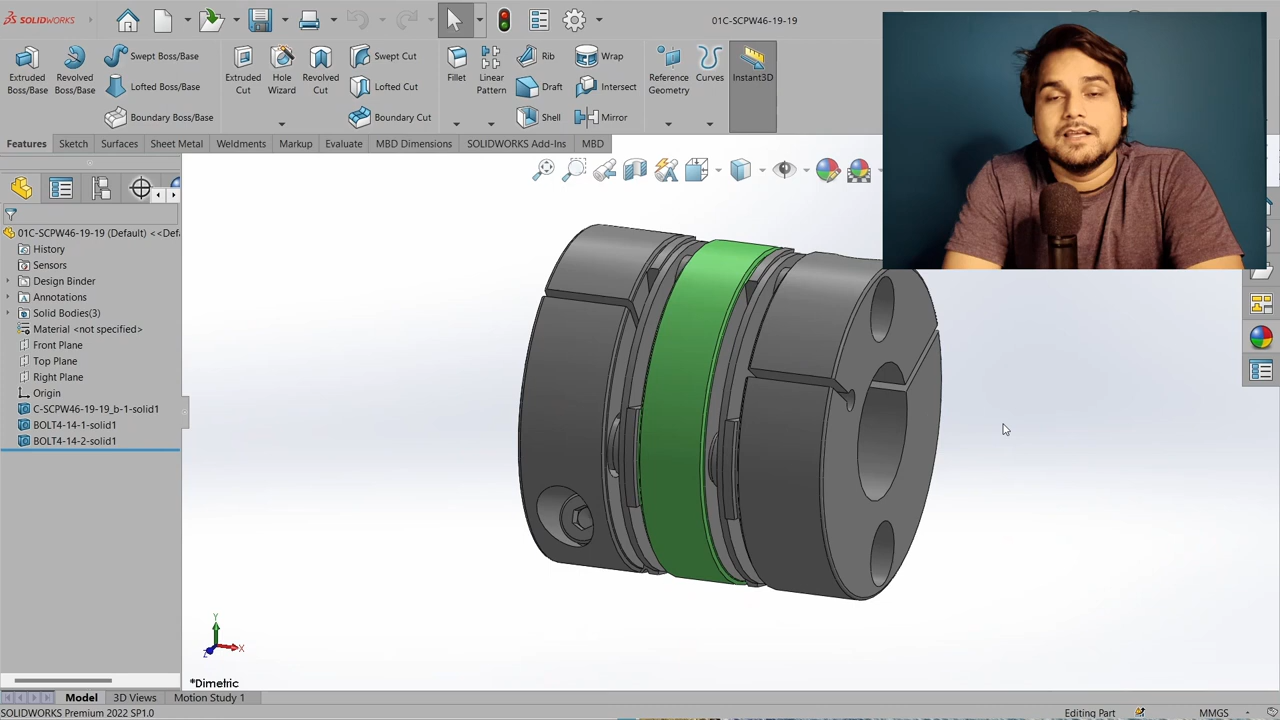 SOLIDWORKS
01C-SCPW46-19-19
Extruded Boss/Base
Revolved Boss/Base
Swept Boss/Base
Lofted Boss/Base
Boundary Boss/Base
Extruded Cut
Hole Wizard
Revolved Cut
Swept Cut
Lofted Cut
Boundary Cut
Fillet
Linear Pattern
Rib
Draft
Shell
Wrap
Intersect
Mirror
Reference Geometry
Curves
Instant3D
Features
Sketch
Surfaces
Sheet Metal
Weldments
Markup
Evaluate
MBD Dimensions
SOLIDWORKS Add-Ins
MBD
01C-SCPW46-19-19 (Default) <<Def
History
Sensors
Design Binder
Annotations
Solid Bodies(3)
Material <not specified>
Front Plane
Top Plane
Right Plane
Origin
C-SCPW46-19-19_b-1-solid1
BOLT4-14-1-solid1
BOLT4-14-2-solid1
Y
X
Z
*Dimetric
Model
3D Views
Motion Study 1
SOLIDWORKS Premium 2022 SP1.0
Editing Part
MMGS